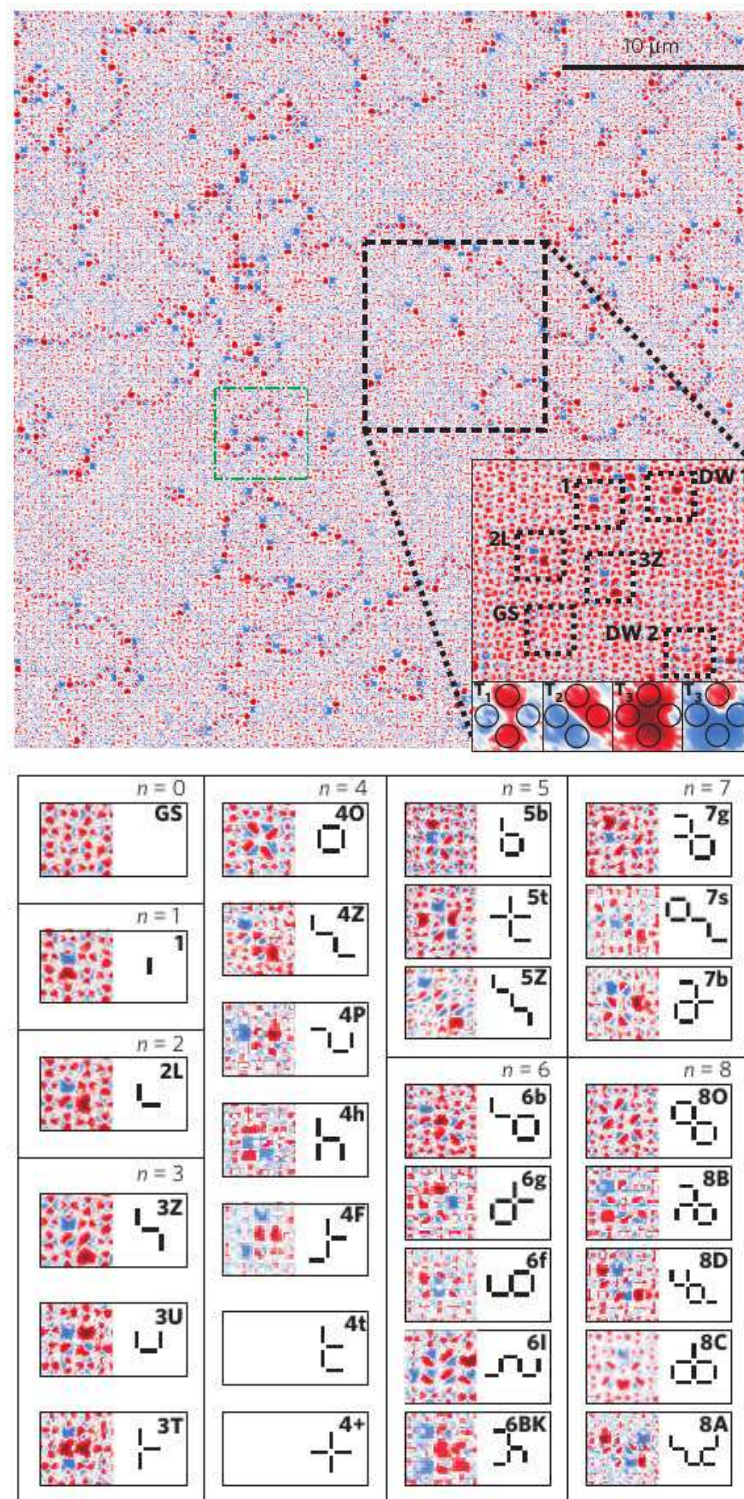 10 µm
1
DW
2L
3Z
GS
DW 2
T1 T2 T3 T3
n = 0
GS
n = 1
1
n = 2
2L
n = 3
3Z
3U
3T
n = 4
4O
4Z
4P
4h
4F
4t
4+
n = 5
5b
5t
5Z
n = 6
6b
6g
6f
6I
6BK
n = 7
7g
7s
7b
n = 8
8O
8B
8D
8C
8A